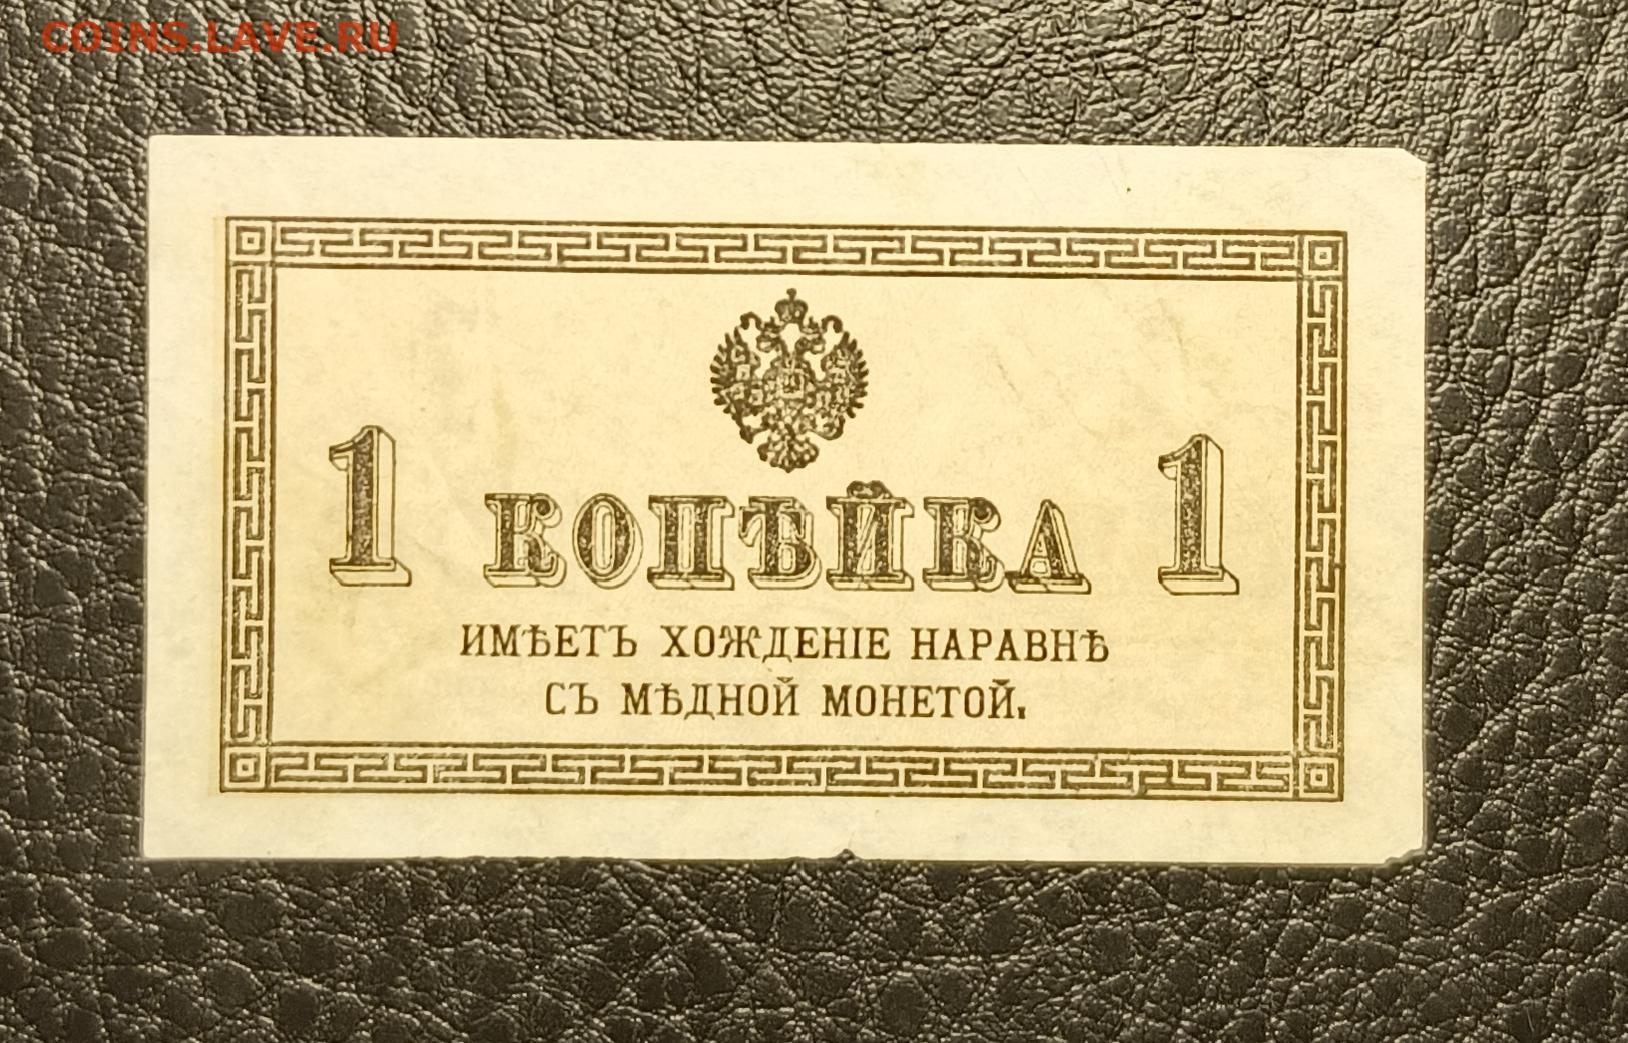 COINS.LAVE.RU
1 КОПѢЙКА 1
ИМѢЕТЪ ХОЖДЕНІЕ НАРАВНѢ
СЪ МѢДНОЙ МОНЕТОЙ.